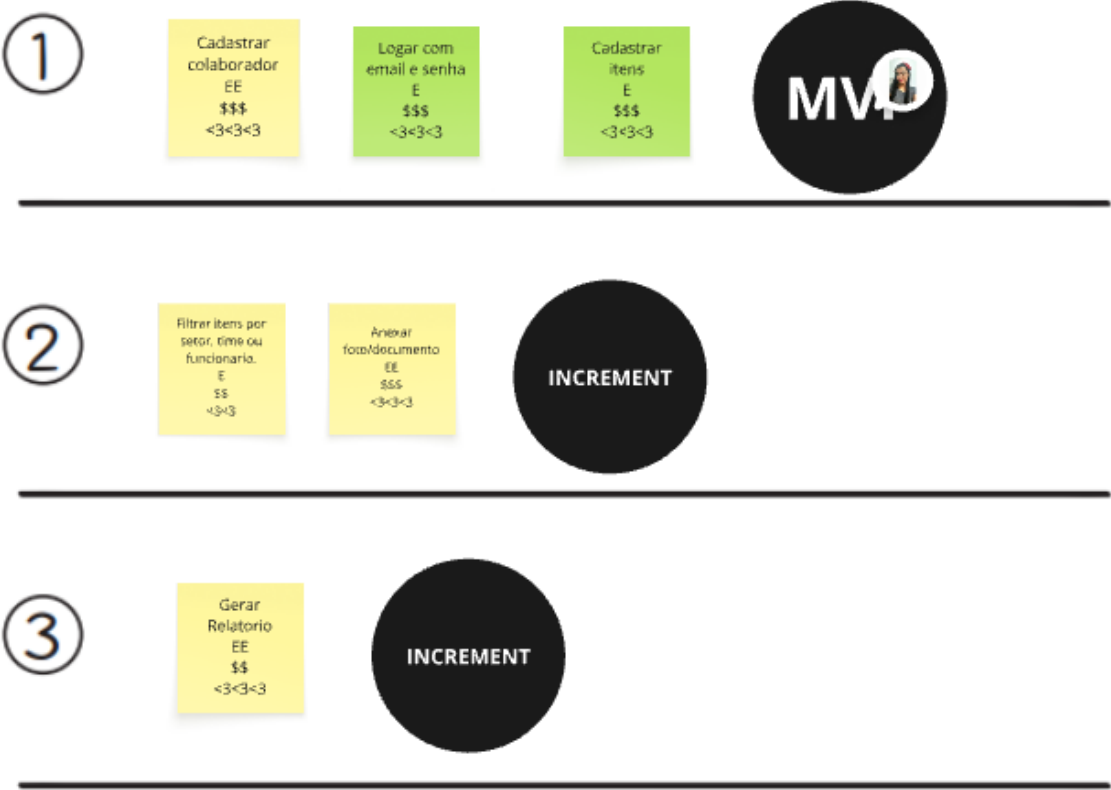 1
Cadastrar
colaborador
EE
$$$
<3<3<3
Logar com
email e senha
E
$$$
<3<3<3
Cadastrar
itens
E
$$$
<3<3<3
MVP
2
Filtrar itens por
setor, time ou
funcionaria.
E
$$
<3<3
Anexar
foto/documento
EE
$$$
<3<3<3
INCREMENT
3
Gerar
Relatorio
EE
$$
<3<3<3
INCREMENT